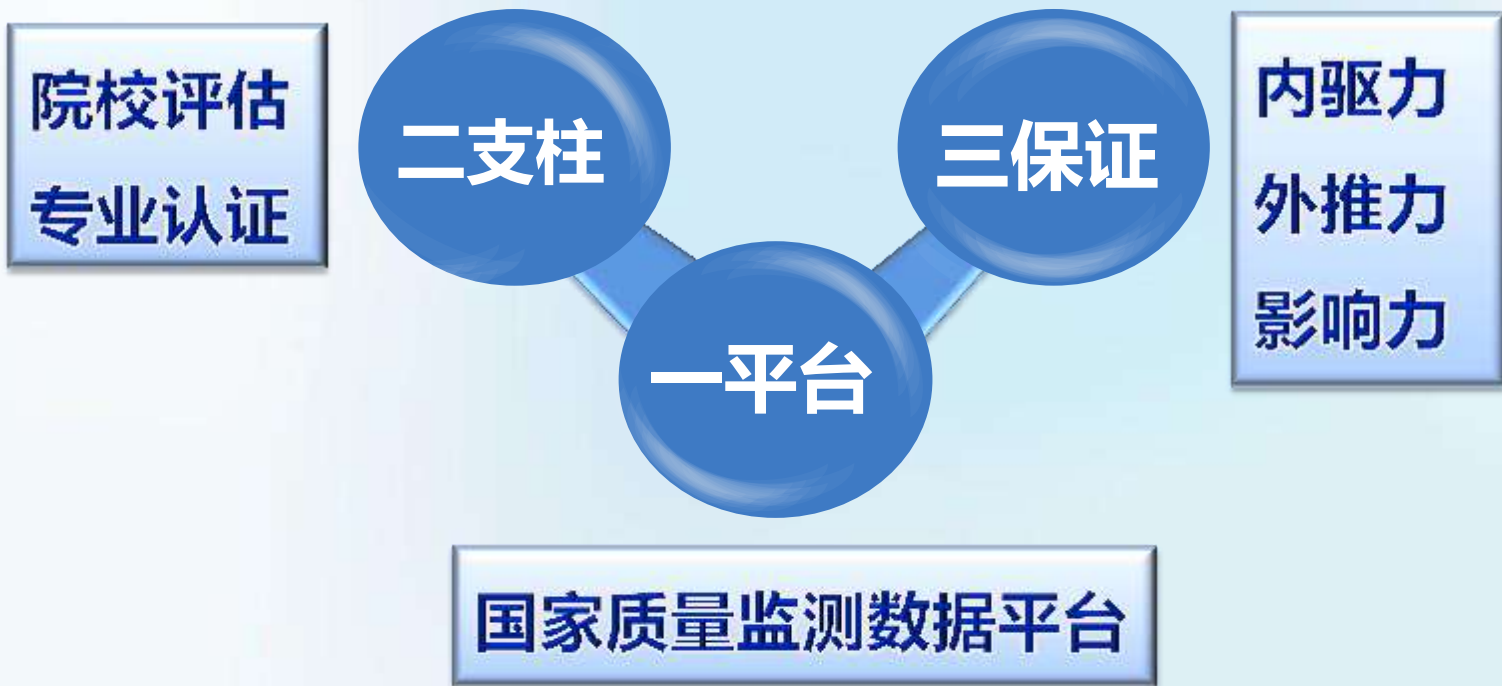 院校评估
专业认证
二支柱
三保证
内驱力
外推力
影响力
一平台
国家质量监测数据平台